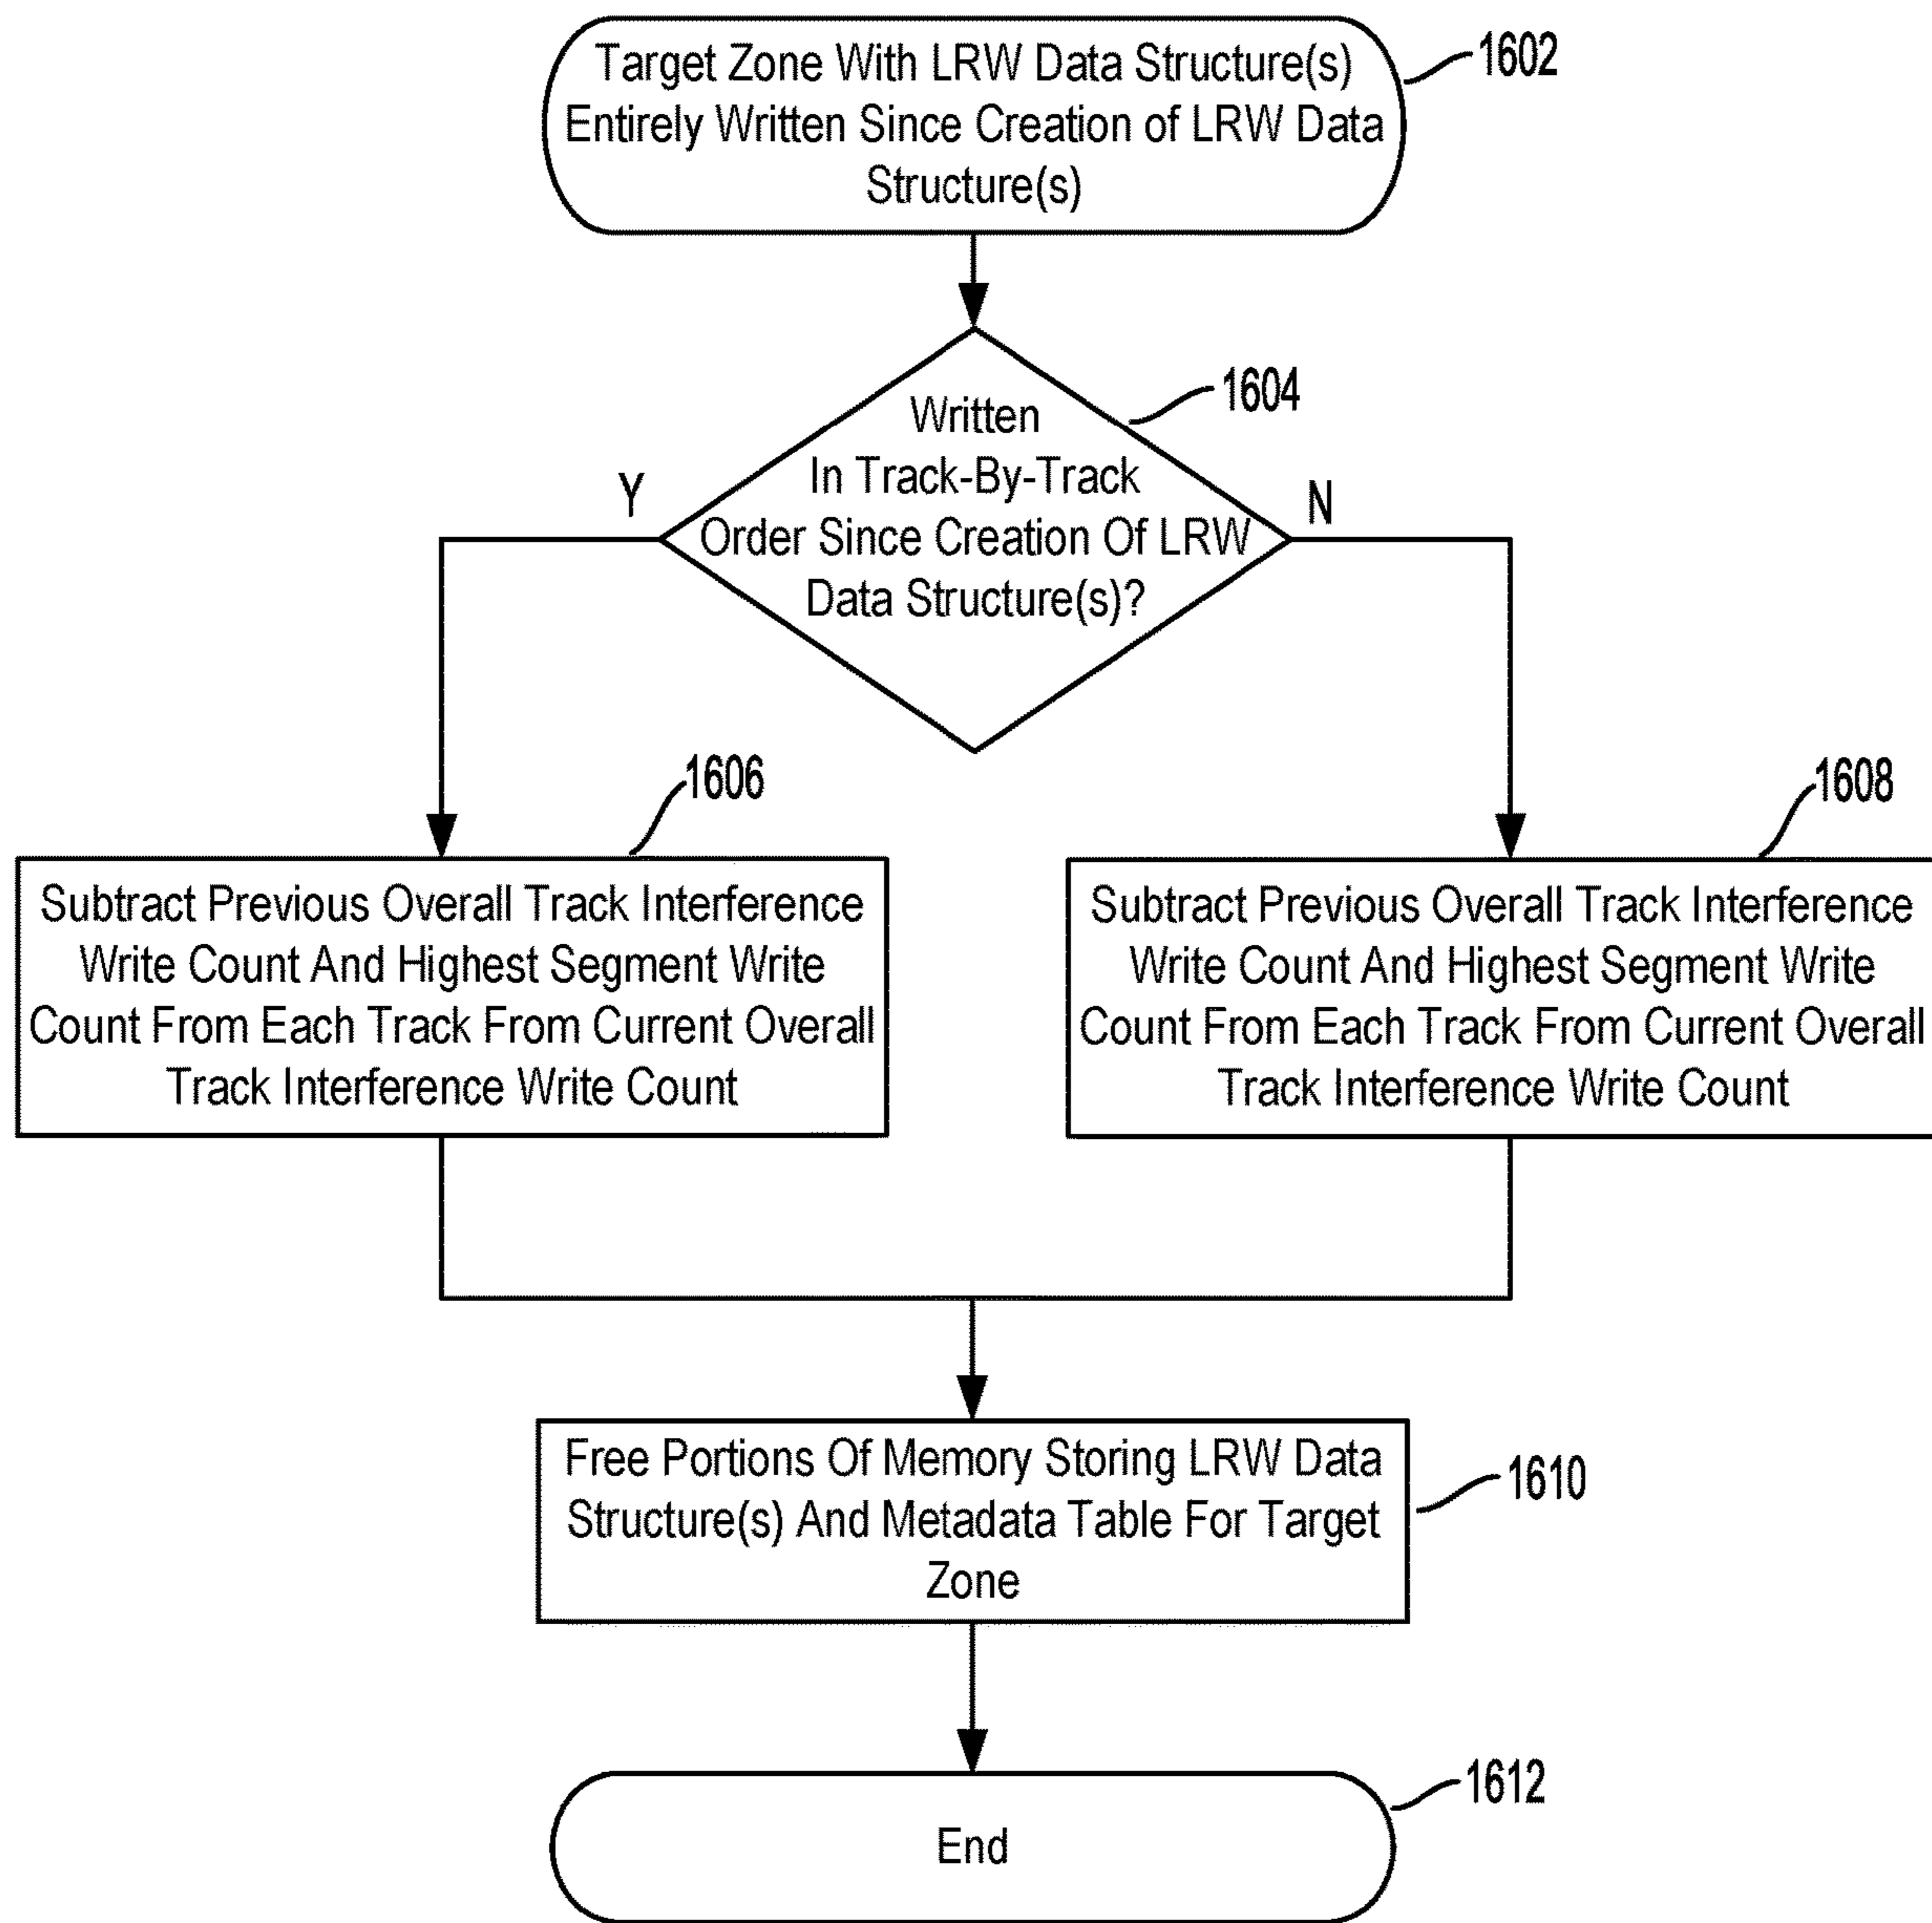 Target Zone With LRW Data Structure(s)
Entirely Written Since Creation of LRW Data
Structure(s)
1602
Written
In Track-By-Track
Order Since Creation Of LRW
Data Structure(s)?
1604
Y
N
1606
Subtract Previous Overall Track Interference
Write Count And Highest Segment Write
Count From Each Track From Current Overall
Track Interference Write Count
1608
Subtract Previous Overall Track Interference
Write Count And Highest Segment Write
Count From Each Track From Current Overall
Track Interference Write Count
Free Portions Of Memory Storing LRW Data
Structure(s) And Metadata Table For Target
Zone
1610
End
1612